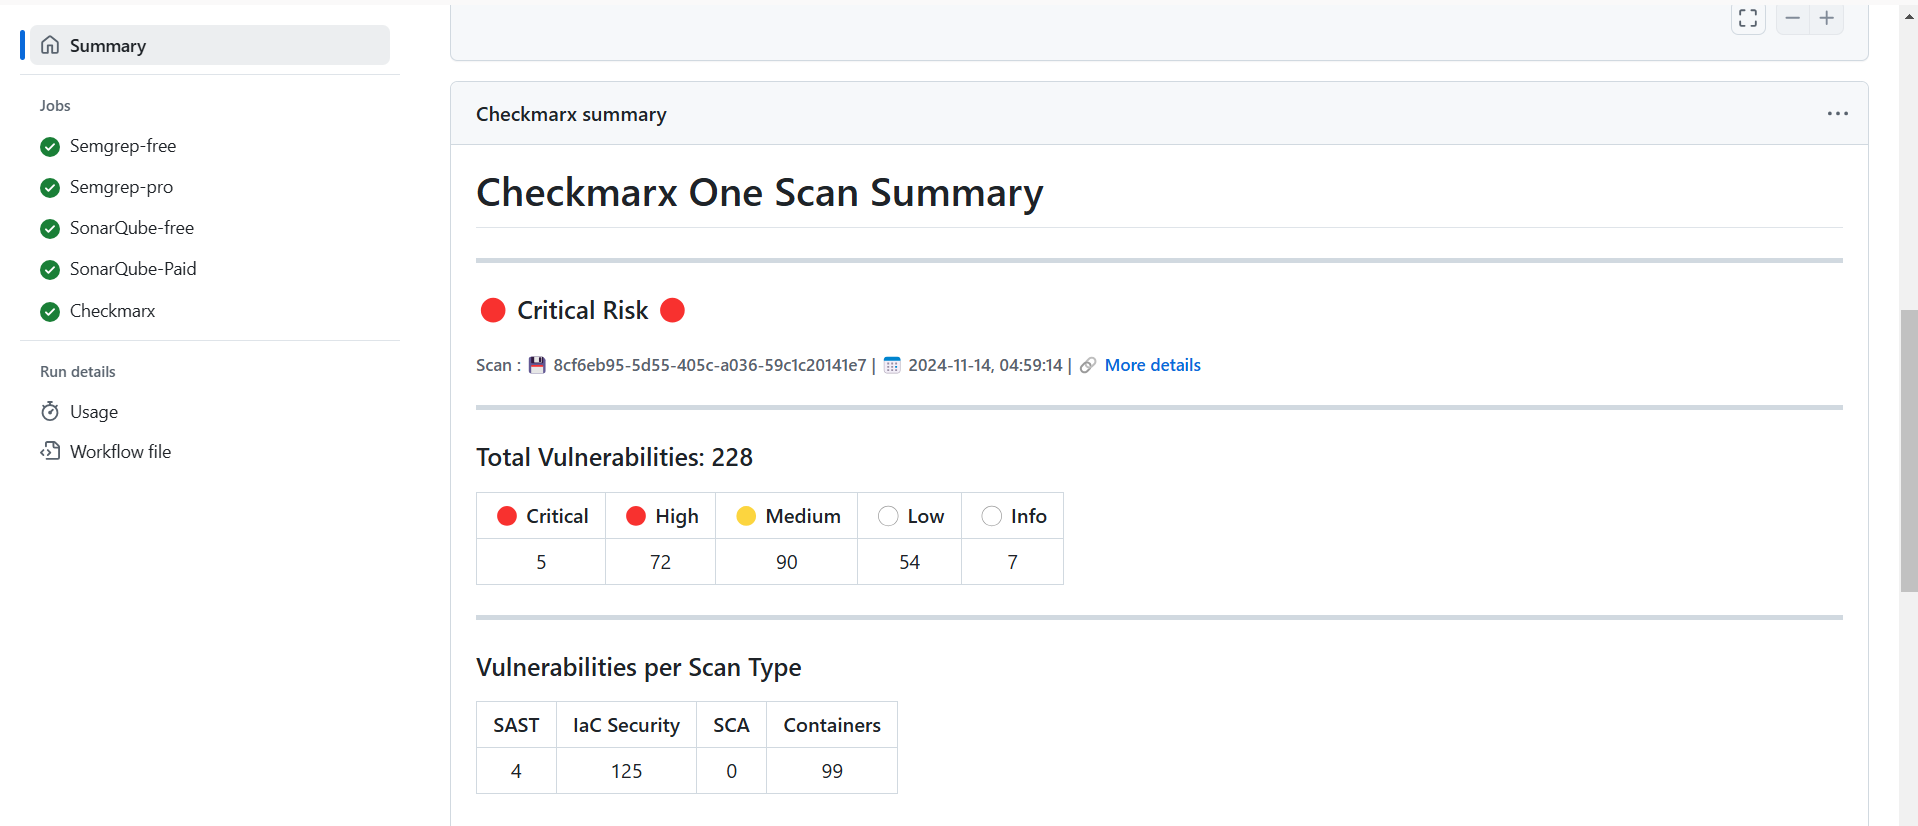 Summary
Jobs
Semgrep-free
Semgrep-pro
SonarQube-free
SonarQube-Paid
Checkmarx
Run details
Usage
Workflow file
Checkmarx summary
Checkmarx One Scan Summary
Critical Risk
Scan : 8cf6eb95-5d55-405c-a036-59c1c20141e7 | 2024-11-14, 04:59:14 | More details
Total Vulnerabilities: 228
Critical High Medium Low Info
5 72 90 54 7
Vulnerabilities per Scan Type
SAST IaC Security SCA Containers
4 125 0 99